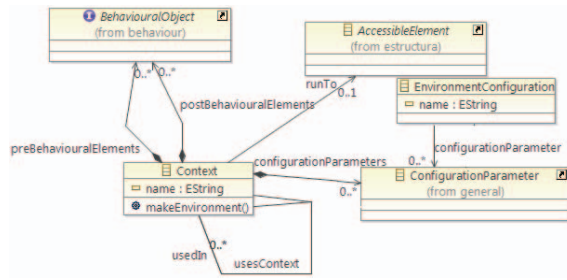 BehaviouralObject
(from behaviour)
AccessibleElement
(from estructura)
0..*
0..*
runTo
0..1
EnvironmentConfiguration
name : EString
postBehaviouralElements
preBehaviouralElements
configurationParameter
configurationParameters
0..*
0..*
Context
name : EString
makeEnvironment()
ConfigurationParameter
(from general)
usedIn
0..*
usesContext